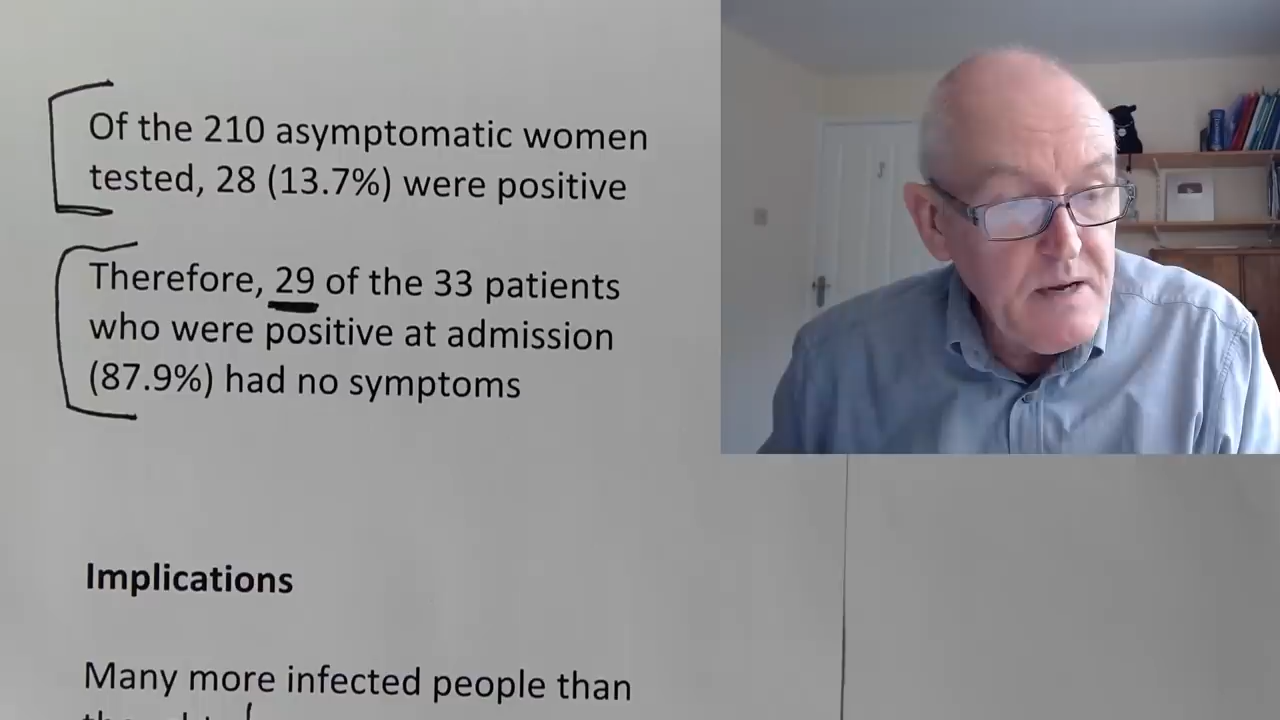 Of the 210 asymptomatic women
tested, 28 (13.7%) were positive
Therefore, 29 of the 33 patients
who were positive at admission
(87.9%) had no symptoms
Implications
Many more infected people than